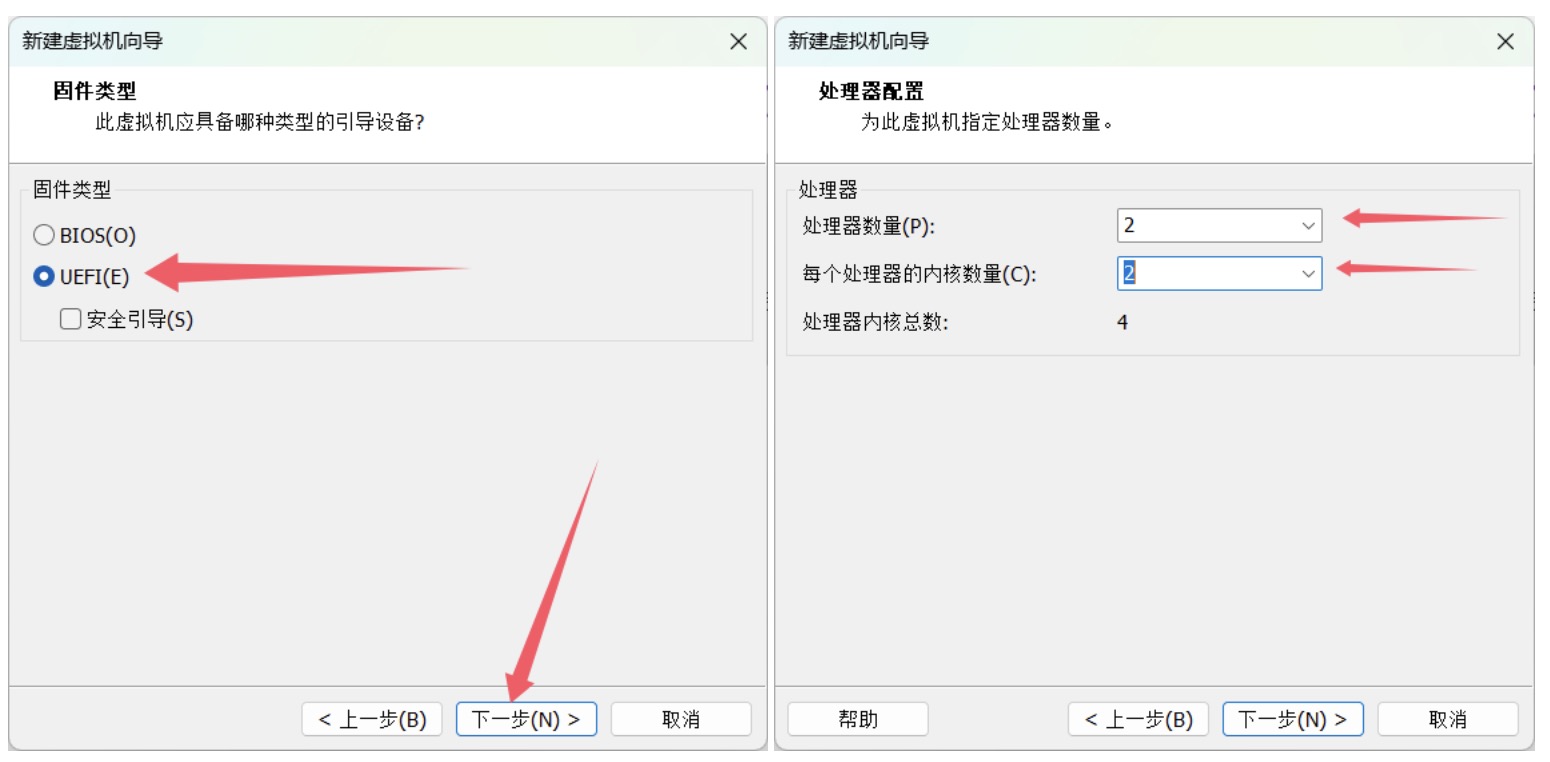 新建虚拟机向导
固件类型
此虚拟机应具备哪种类型的引导设备?
固件类型
BIOS(O)
UEFI(E)
安全引导(S)
< 上一步(B)
下一步(N) >
取消
新建虚拟机向导
处理器配置
为此虚拟机指定处理器数量。
处理器
处理器数量(P): 2
每个处理器的内核数量(C): 2
处理器内核总数: 4
帮助
< 上一步(B)
下一步(N) >
取消